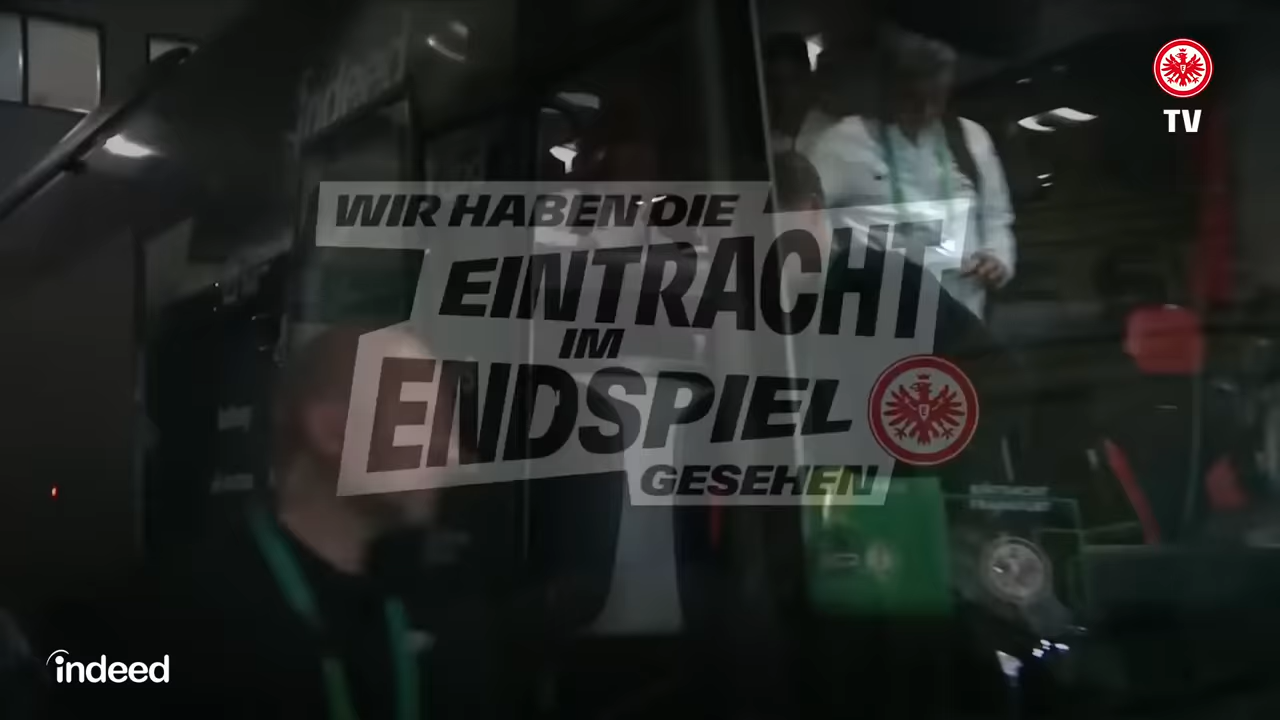 TV
WIR HABEN DIE
EINTRACHT
IM
ENDSPIEL
GESEHEN
indeed